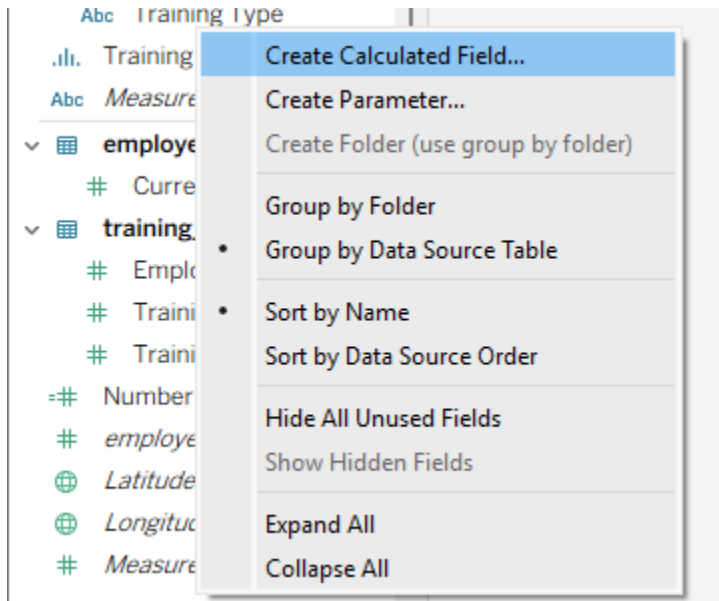 Abc Training Type
Training
Abc Measure
employe
Curre
training_
Emplo
Traini
Traini
=# Number
# employe
Latitude
Longituc
# Measure
Create Calculated Field...
Create Parameter...
Create Folder (use group by folder)
Group by Folder
Group by Data Source Table
Sort by Name
Sort by Data Source Order
Hide All Unused Fields
Show Hidden Fields
Expand All
Collapse All